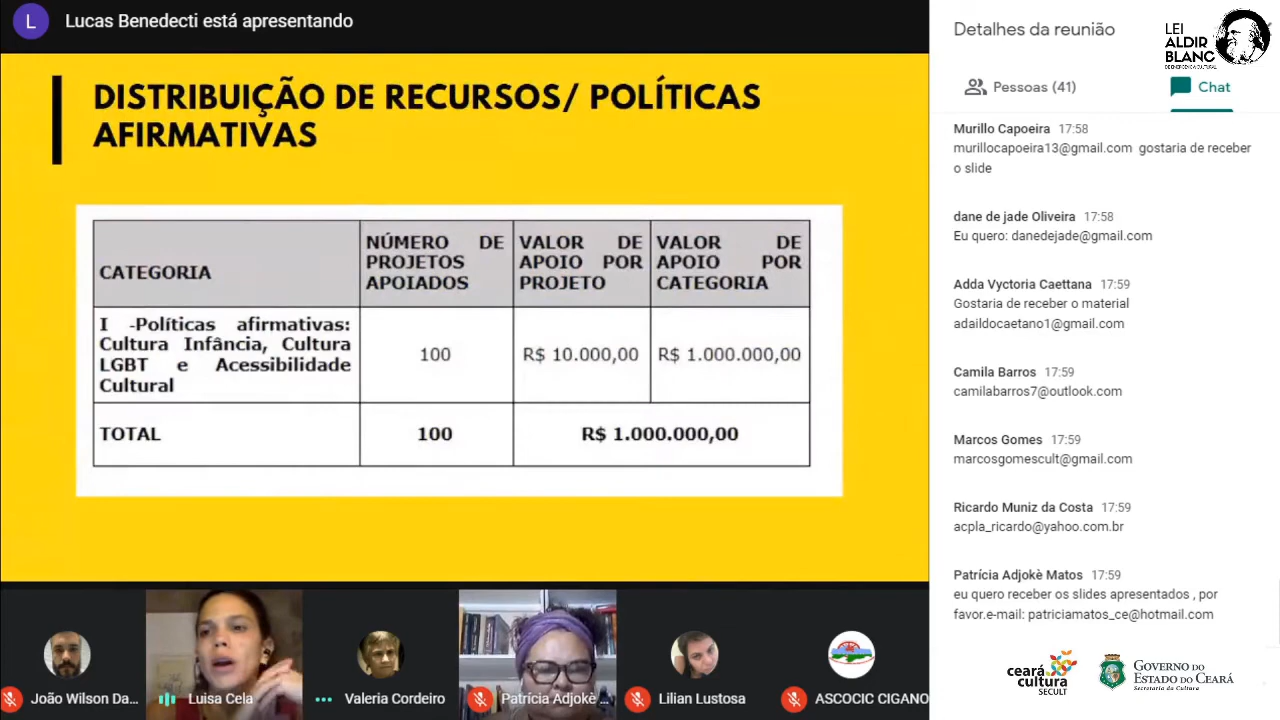 L Lucas Benedecti está apresentando
DISTRIBUIÇÃO DE RECURSOS/ POLÍTICAS
AFIRMATIVAS
CATEGORIA
NÚMERO DE
PROJETOS
APOIADOS
VALOR DE
APOIO POR
PROJETO
VALOR DE
APOIO POR
CATEGORIA
I -Políticas afirmativas:
Cultura Infância, Cultura
LGBT e Acessibilidade
Cultural
100
R$ 10.000,00
R$ 1.000.000,00
TOTAL
100
R$ 1.000.000,00
João Wilson Da...
Luisa Cela
Valeria Cordeiro
Patrícia Adjokè ...
Lilian Lustosa
ASCOCIC CIGANO
Detalhes da reunião
LEI
ALDIR
BLANC
DE EMERGÊNCIA CULTURAL
Pessoas (41)
Chat
Murillo Capoeira 17:58
murillocapoeira13@gmail.com gostaria de receber
o slide
dane de jade Oliveira 17:58
Eu quero: danedejade@gmail.com
Adda Vyctoria Caettana 17:59
Gostaria de receber o material
adaildocaetano1@gmail.com
Camila Barros 17:59
camilabarros7@outlook.com
Marcos Gomes 17:59
marcosgomescult@gmail.com
Ricardo Muniz da Costa 17:59
acpla_ricardo@yahoo.com.br
Patrícia Adjokè Matos 17:59
eu quero receber os slides apresentados , por
favor.e-mail: patriciamatos_ce@hotmail.com
ceará
cultura
SECULT
GOVERNO DO
ESTADO DO CEARÁ
Secretaria da Cultura